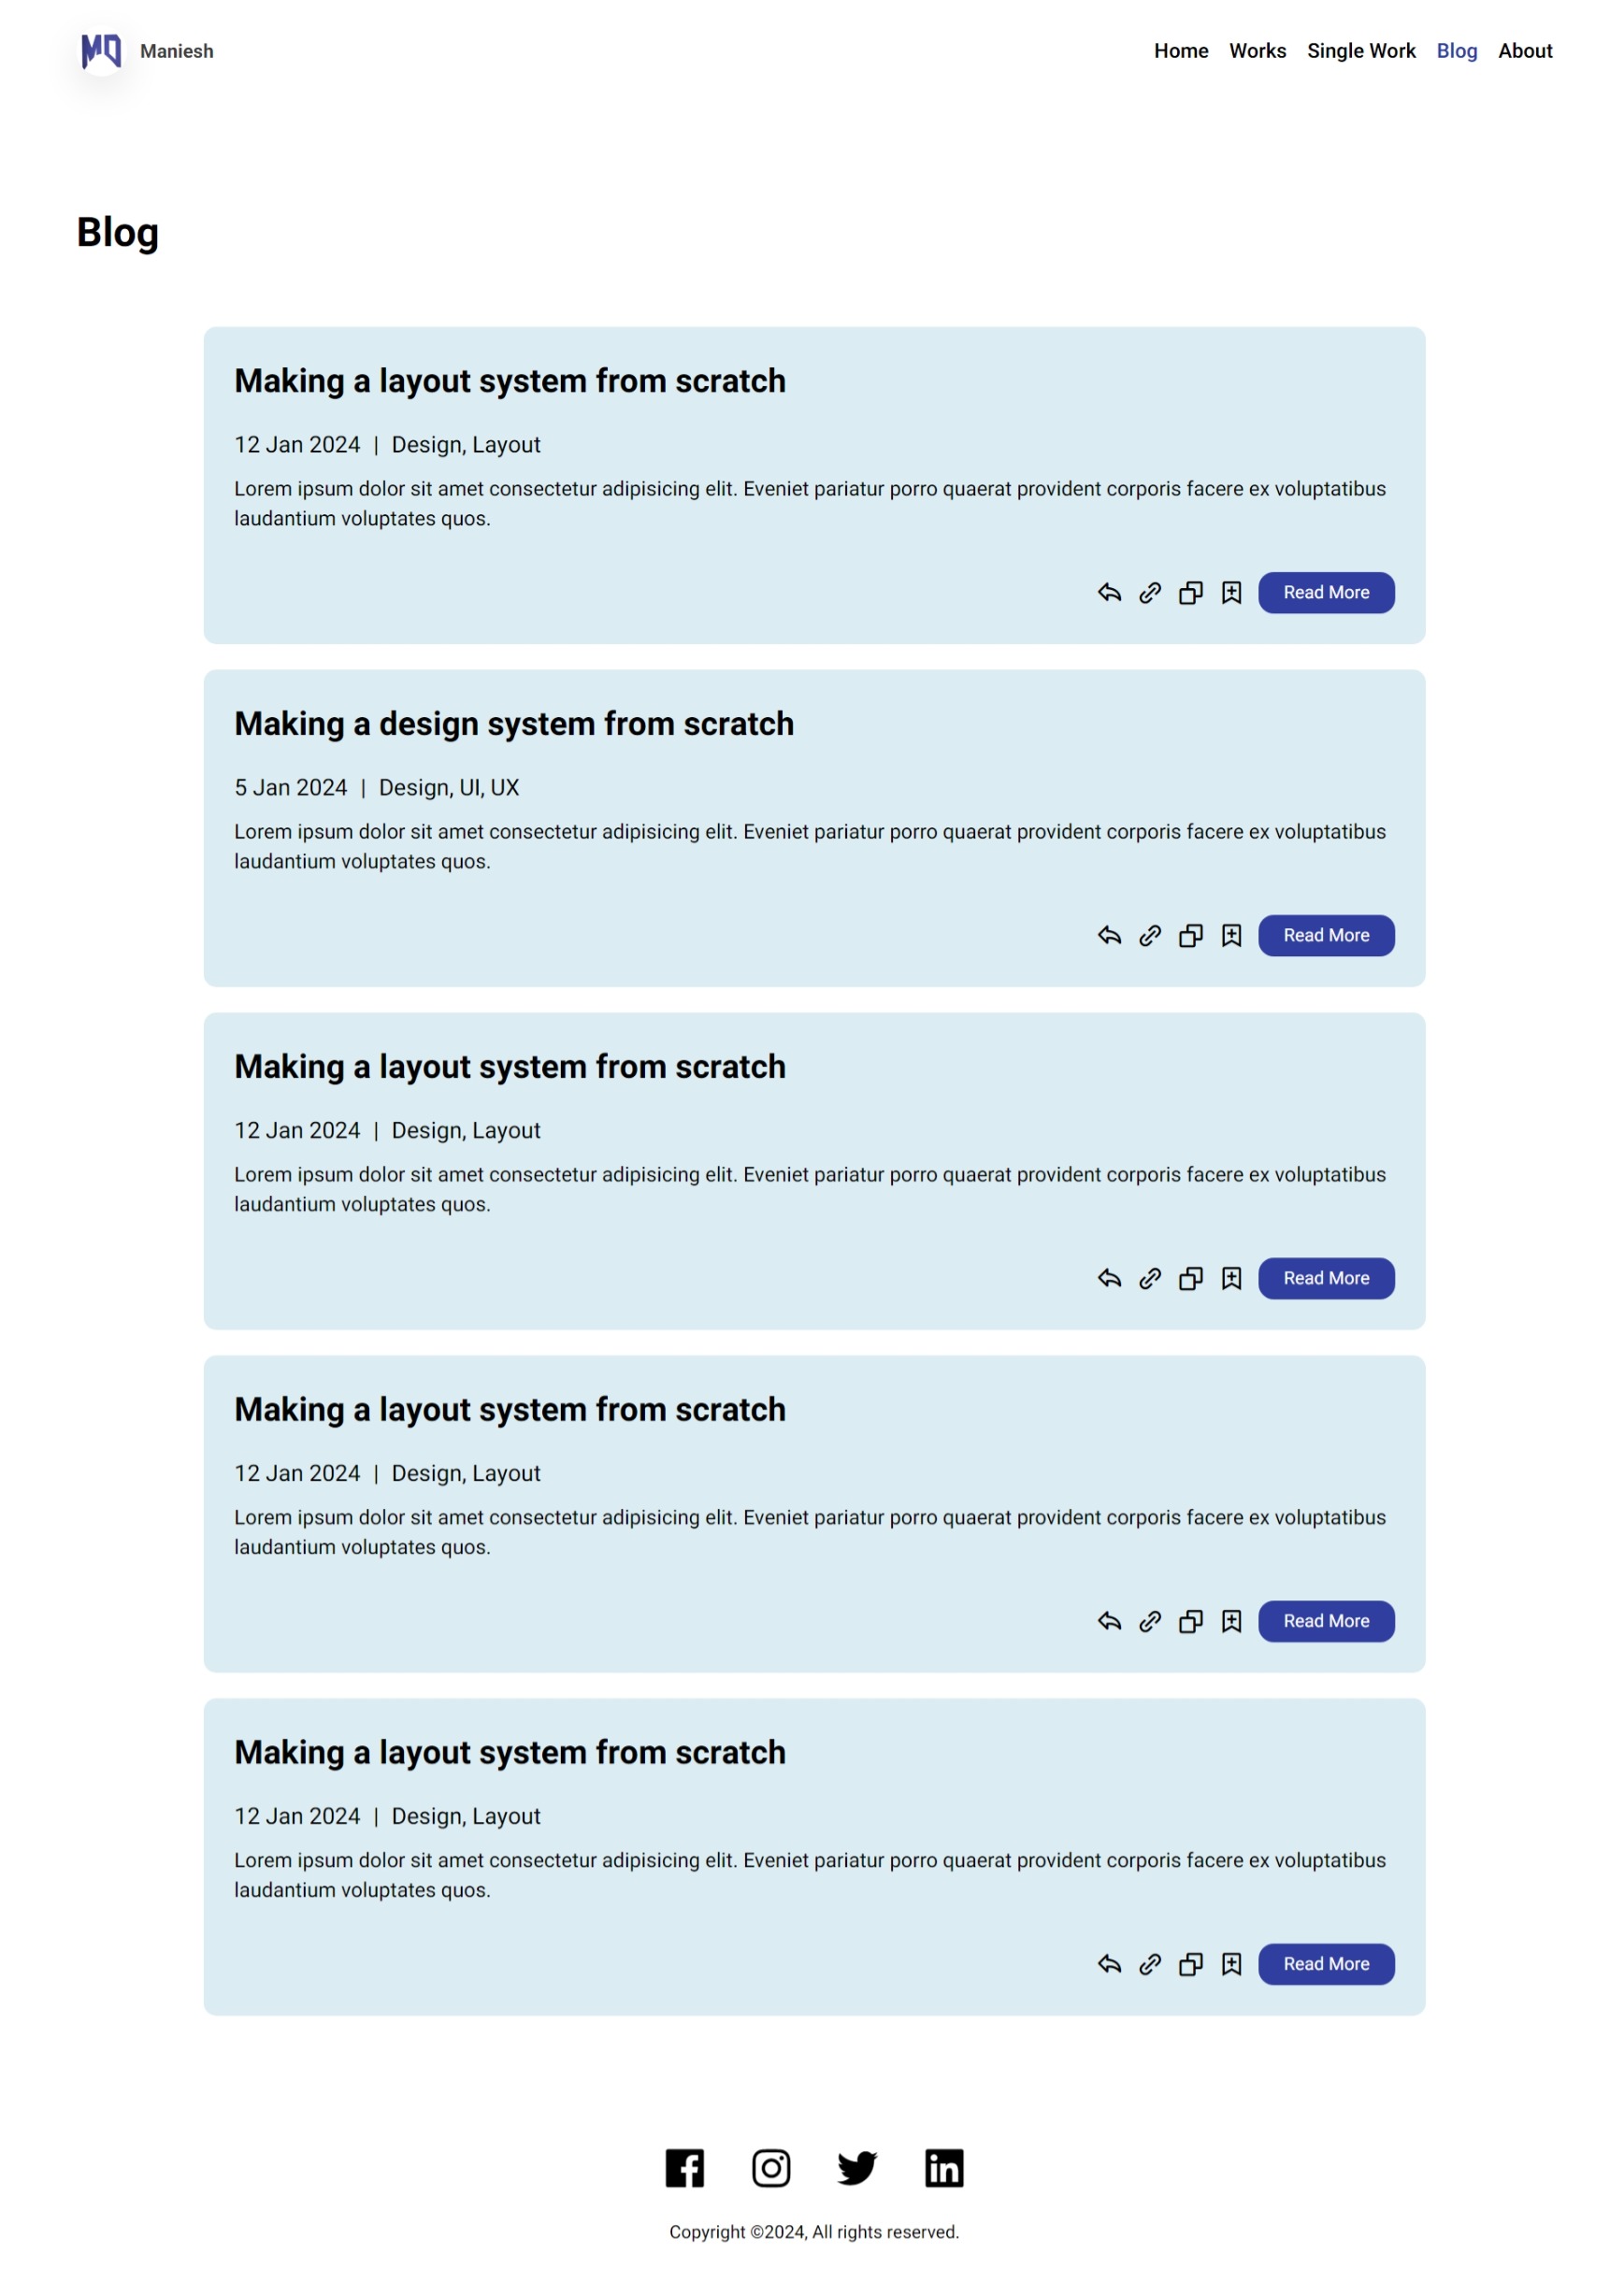 MD Maniesh
Home Works Single Work Blog About
Blog
Making a layout system from scratch
12 Jan 2024 | Design, Layout
Lorem ipsum dolor sit amet consectetur adipisicing elit. Eveniet pariatur porro quaerat provident corporis facere ex voluptatibus
laudantium voluptates quos.
Read More
Making a design system from scratch
5 Jan 2024 | Design, UI, UX
Lorem ipsum dolor sit amet consectetur adipisicing elit. Eveniet pariatur porro quaerat provident corporis facere ex voluptatibus
laudantium voluptates quos.
Read More
Making a layout system from scratch
12 Jan 2024 | Design, Layout
Lorem ipsum dolor sit amet consectetur adipisicing elit. Eveniet pariatur porro quaerat provident corporis facere ex voluptatibus
laudantium voluptates quos.
Read More
Making a layout system from scratch
12 Jan 2024 | Design, Layout
Lorem ipsum dolor sit amet consectetur adipisicing elit. Eveniet pariatur porro quaerat provident corporis facere ex voluptatibus
laudantium voluptates quos.
Read More
Making a layout system from scratch
12 Jan 2024 | Design, Layout
Lorem ipsum dolor sit amet consectetur adipisicing elit. Eveniet pariatur porro quaerat provident corporis facere ex voluptatibus
laudantium voluptates quos.
Read More
Copyright ©2024, All rights reserved.